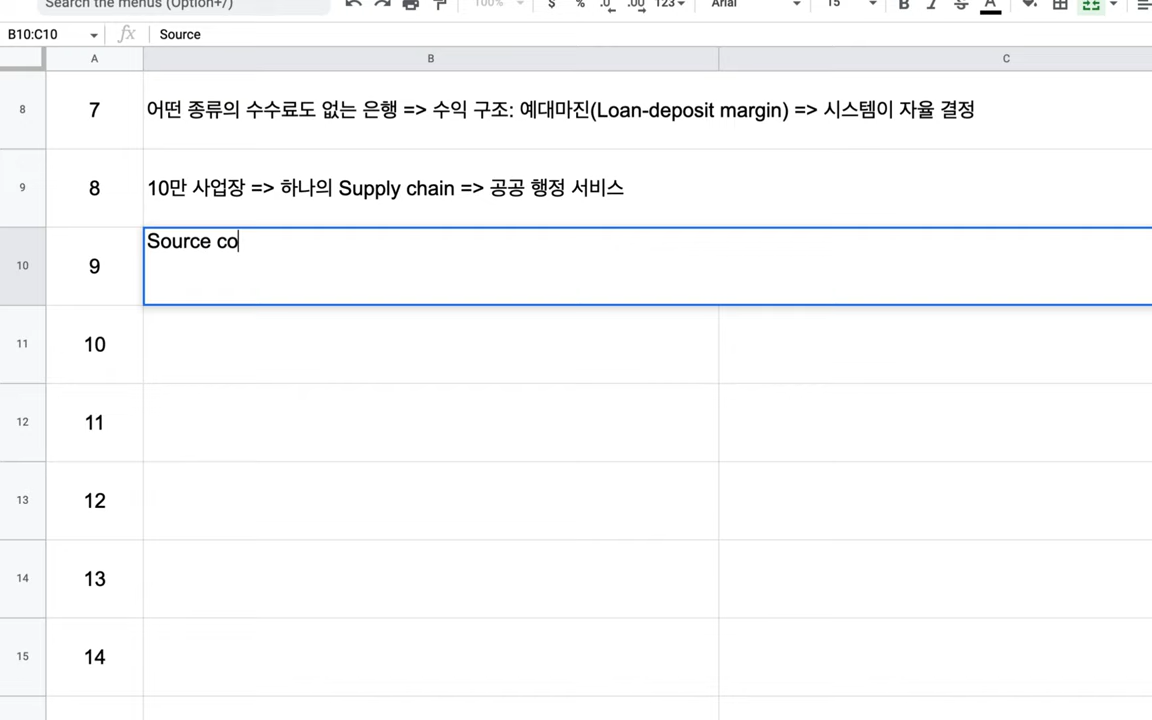 Search the menus (Option+/)
100% $ % .0 .00 123 Arial 15 B I S A
B10:C10 fx Source
A B C
8 7 어떤 종류의 수수료도 없는 은행 => 수익 구조: 예대마진(Loan-deposit margin) => 시스템이 자율 결정
9 8 10만 사업장 => 하나의 Supply chain => 공공 행정 서비스
10 9 Source co
11 10
12 11
13 12
14 13
15 14